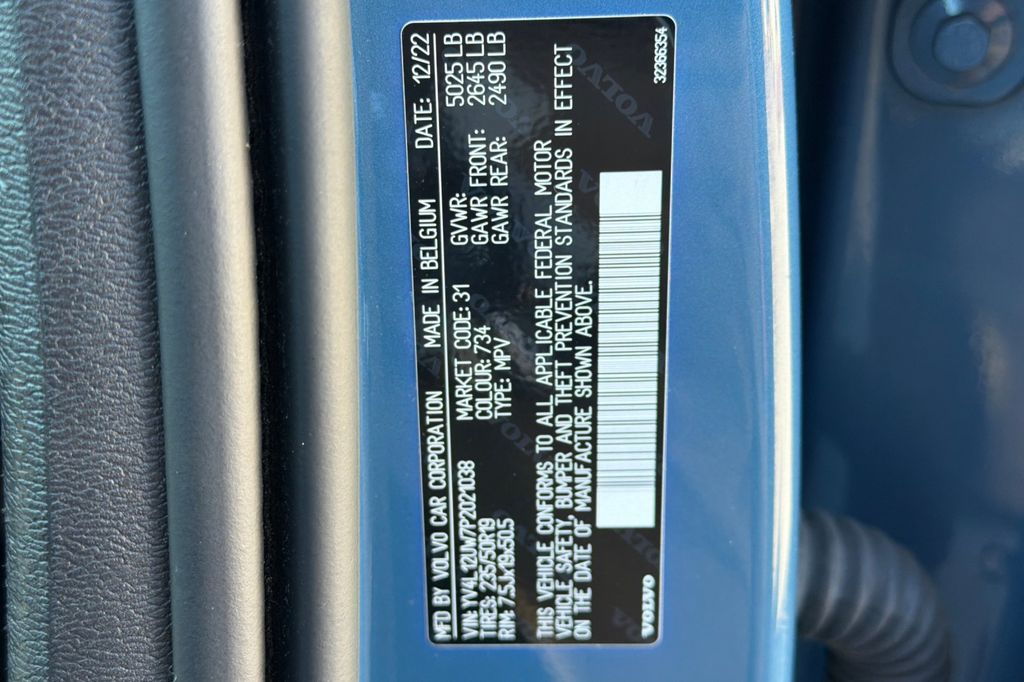 MFD BY VOLVO CAR CORPORATION MADE IN BELGIUM DATE: 12/22
VIN: YV4L12UW7P2021038 MARKET CODE: 31 GVWR: 5025 LB
TIRES: 235/50R19 COLOUR: 734 GAWR FRONT: 2645 LB
RIM: 7.5Jx19x50.5 TYPE: MPV GAWR REAR: 2490 LB
THIS VEHICLE CONFORMS TO ALL APPLICABLE FEDERAL MOTOR
VEHICLE SAFETY, BUMPER AND THEFT PREVENTION STANDARDS IN EFFECT
ON THE DATE OF MANUFACTURE SHOWN ABOVE.
VOLVO 32366354